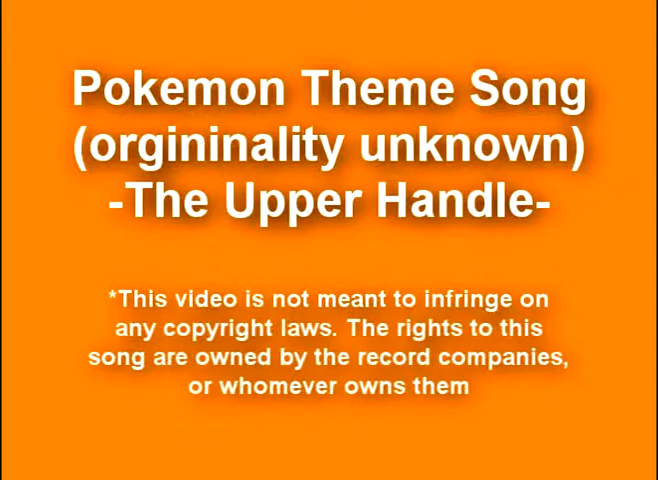 Pokemon Theme Song
(orgininality unknown)
-The Upper Handle-
*This video is not meant to infringe on
any copyright laws. The rights to this
song are owned by the record companies,
or whomever owns them